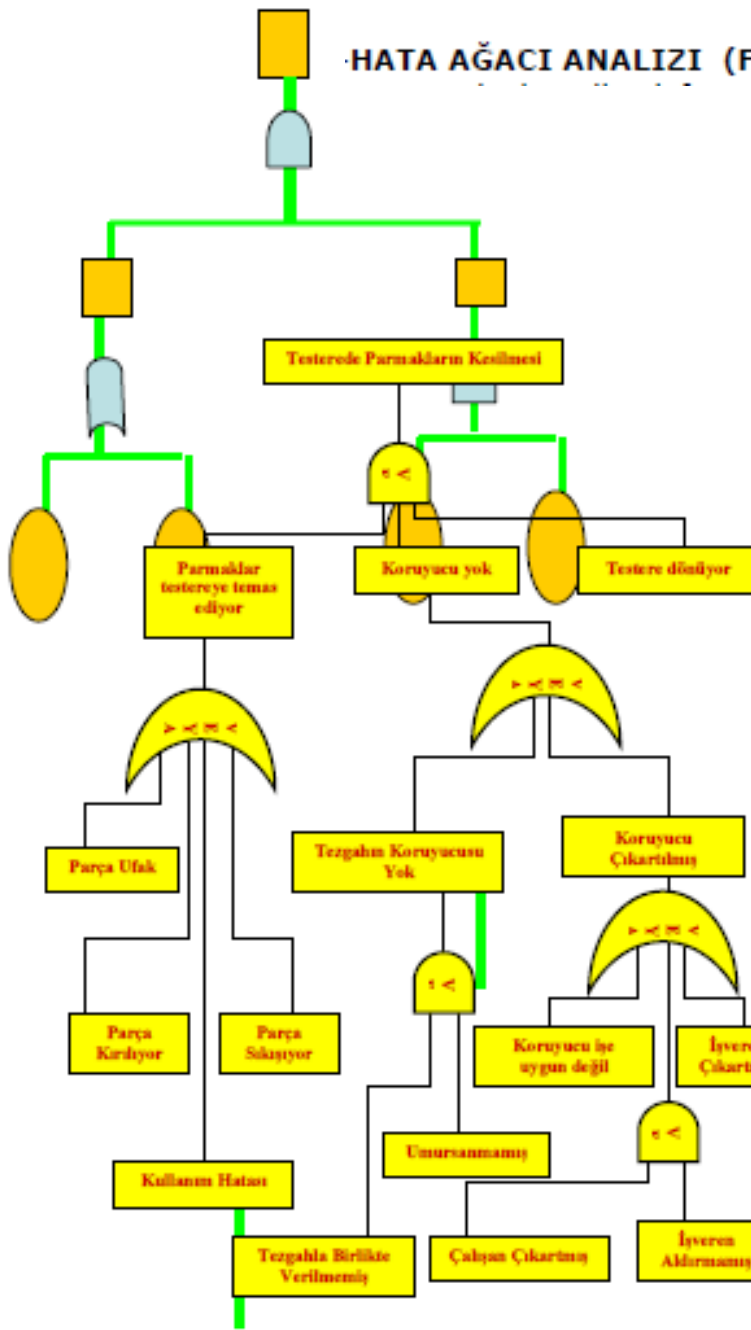 -HATA AĞACI ANALIZI (F
Testerede Parmakların Kesilmesi
V e
Parmaklar
testereye temas
ediyor
Koruyucu yok
Testere dönüyor
V E Y A
V E Y A
Parça Ufak
Tezgahın Koruyucusu
Yok
Koruyucu
Çıkartılmış
V E Y A
V e
Parça
Kırılıyor
Parça
Sıkışıyor
Koruyucu işe
uygun değil
İşvere
Çıkartı
V e
Umursanmamış
Kullanım Hatası
Tezgahla Birlikte
Verilmemiş
Çalışan Çıkartmış
İşveren
Aldırmamış